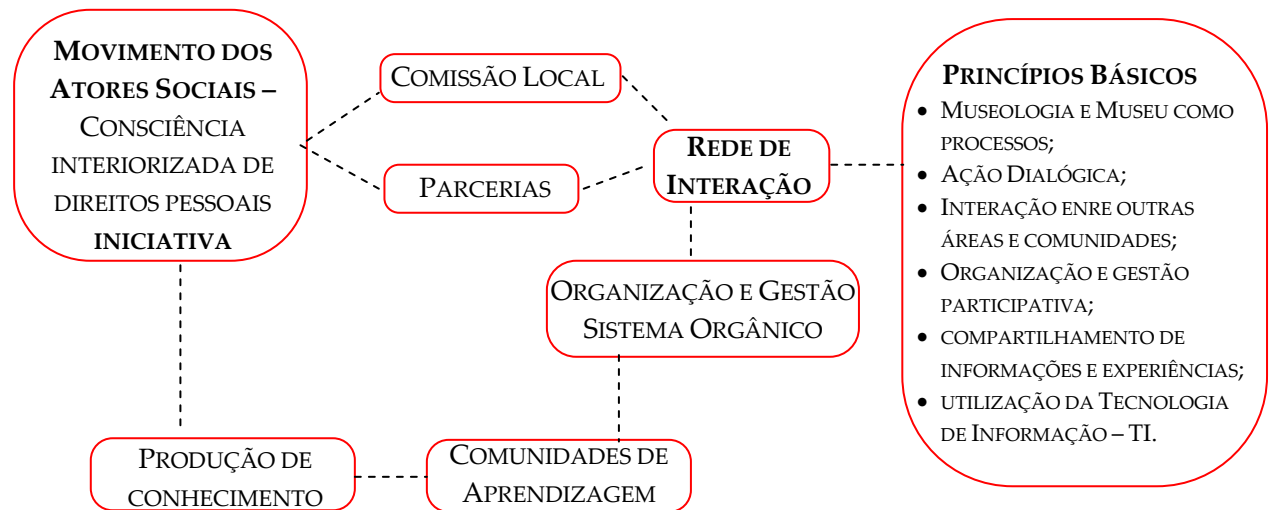 MOVIMENTO DOS
ATORES SOCIAIS –
CONSCIÊNCIA
INTERIORIZADA DE
DIREITOS PESSOAIS
INICIATIVA
COMISSÃO LOCAL
PARCERIAS
REDE DE
INTERAÇÃO
ORGANIZAÇÃO E GESTÃO
SISTEMA ORGÂNICO
PRODUÇÃO DE
CONHECIMENTO
COMUNIDADES DE
APRENDIZAGEM
PRINCÍPIOS BÁSICOS
• MUSEOLOGIA E MUSEU COMO
PROCESSOS;
• AÇÃO DIALÓGICA;
• INTERAÇÃO ENRE OUTRAS
ÁREAS E COMUNIDADES;
• ORGANIZAÇÃO E GESTÃO
PARTICIPATIVA;
• COMPARTILHAMENTO DE
INFORMAÇÕES E EXPERIÊNCIAS;
• UTILIZAÇÃO DA TECNOLOGIA
DE INFORMAÇÃO – TI.